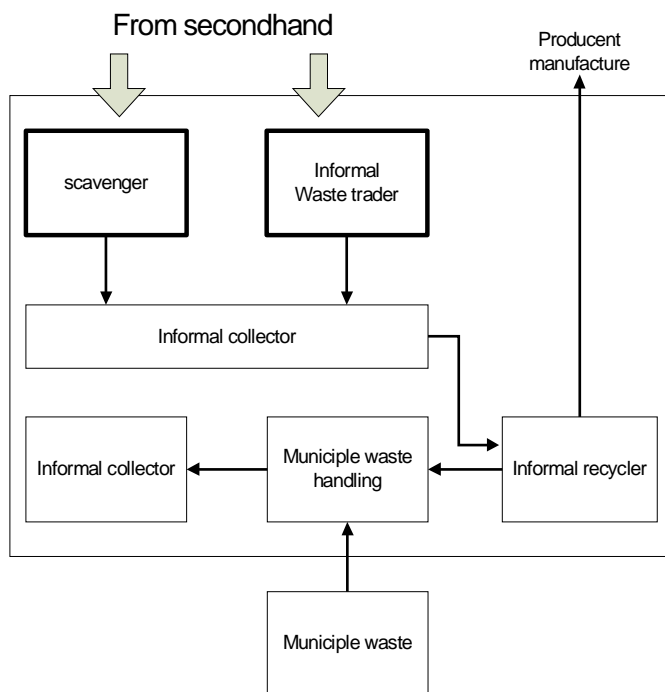 From secondhand
Producent
manufacture
scavenger
Informal
Waste trader
Informal collector
Informal collector
Municiple waste
handling
Informal recycler
Municiple waste